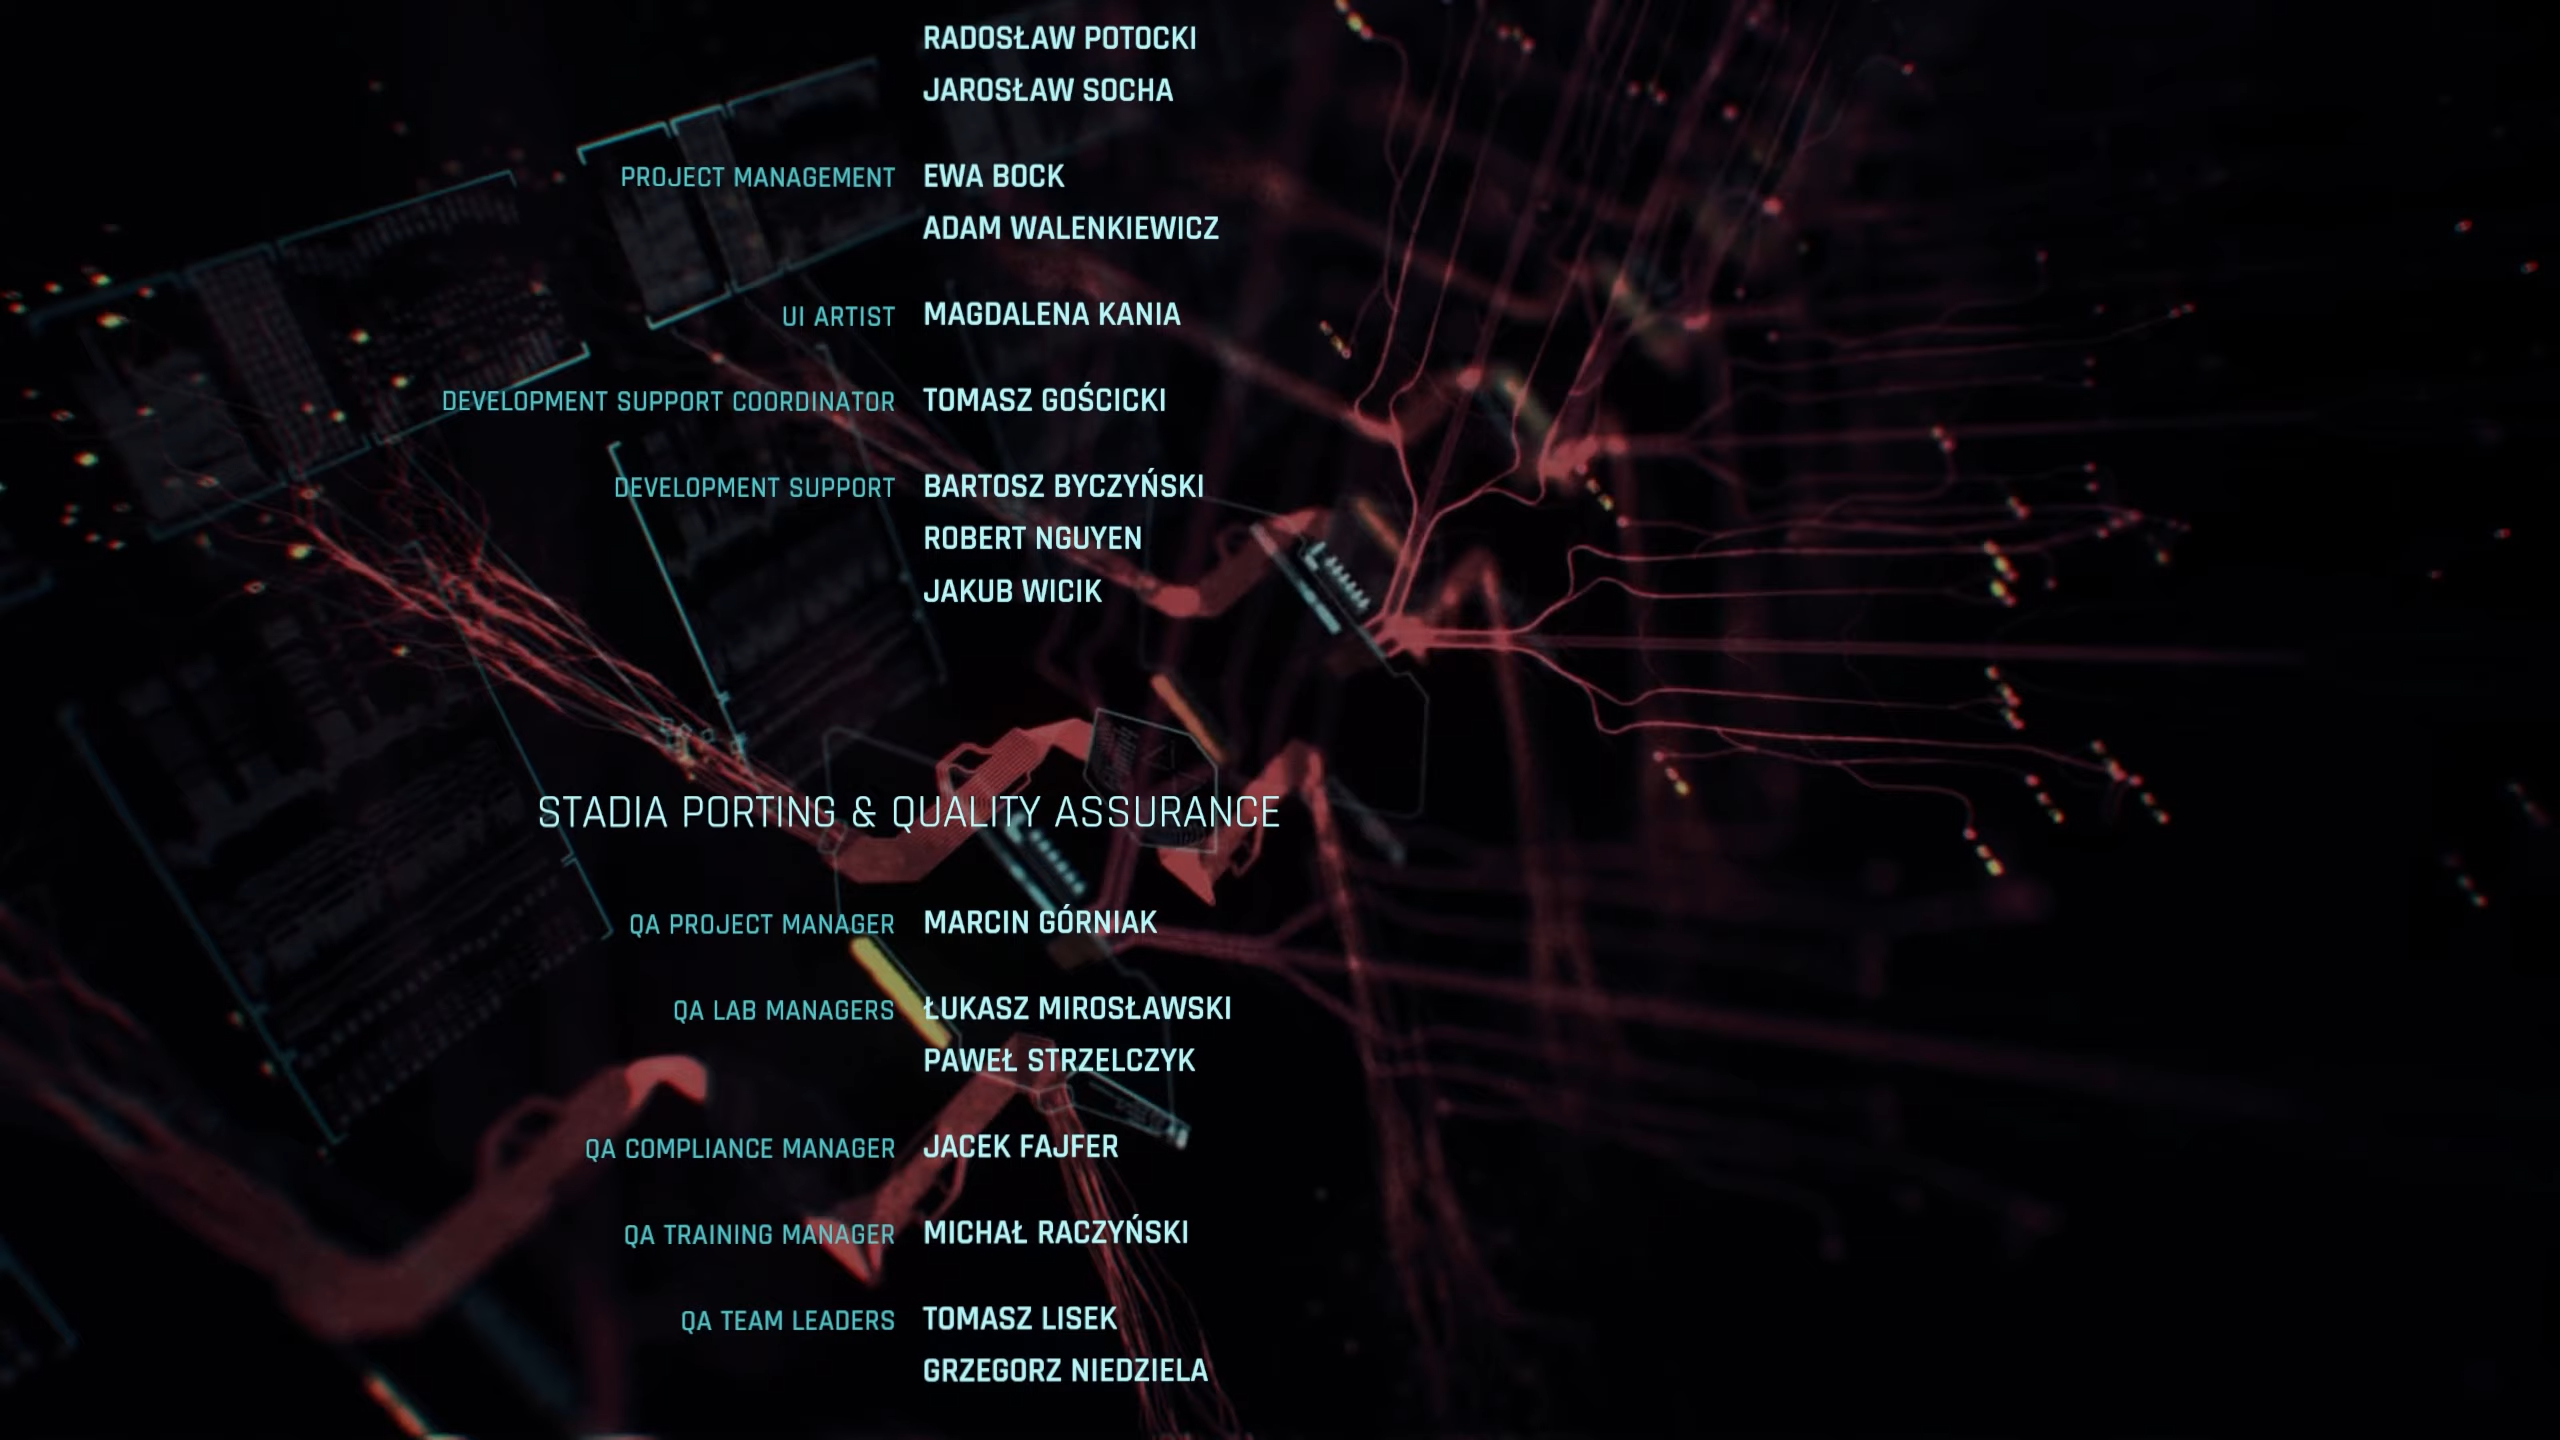 RADOSŁAW POTOCKI
JAROSŁAW SOCHA
PROJECT MANAGEMENT EWA BOCK
ADAM WALENKIEWICZ
UI ARTIST MAGDALENA KANIA
DEVELOPMENT SUPPORT COORDINATOR TOMASZ GOŚCICKI
DEVELOPMENT SUPPORT BARTOSZ BYCZYŃSKI
ROBERT NGUYEN
JAKUB WICIK
STADIA PORTING & QUALITY ASSURANCE
QA PROJECT MANAGER MARCIN GÓRNIAK
QA LAB MANAGERS ŁUKASZ MIROSŁAWSKI
PAWEŁ STRZELCZYK
QA COMPLIANCE MANAGER JACEK FAJFER
QA TRAINING MANAGER MICHAŁ RACZYŃSKI
QA TEAM LEADERS TOMASZ LISEK
GRZEGORZ NIEDZIELA